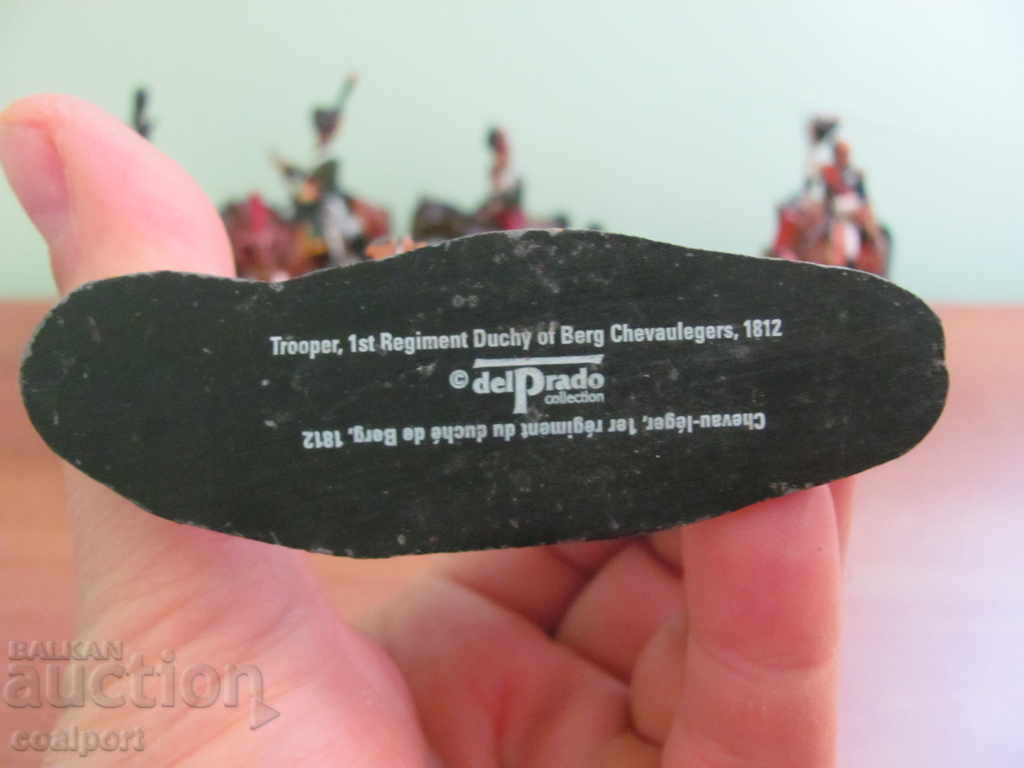 Trooper, 1st Regiment Duchy of Berg Chevaulegers, 1812
© delPrado
collection
Chevau-léger, 1er régiment du duché de Berg, 1812
BALKAN
auction
coalport